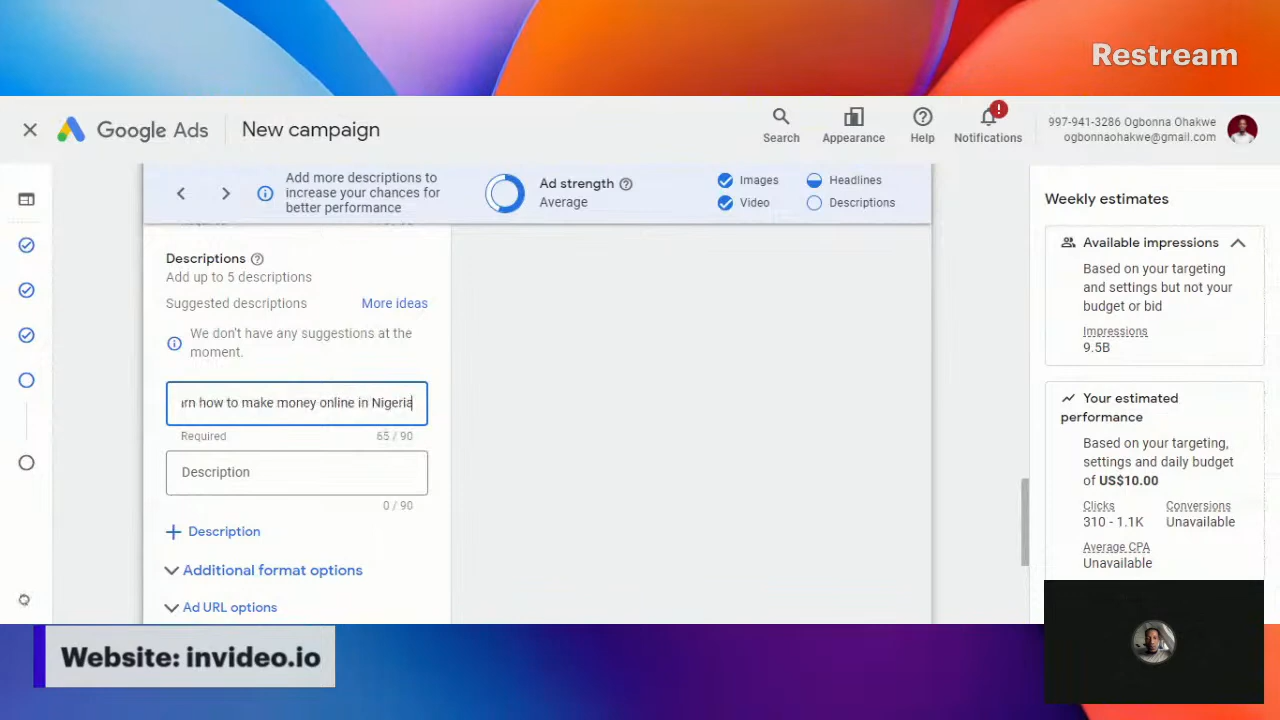 Restream
Google Ads
New campaign
Search
Appearance
Help
Notifications
997-941-3286 Ogbonna Ohakwe
ogbonnaohakwe@gmail.com
Add more descriptions to
increase your chances for
better performance
Ad strength
Average
Images
Headlines
Video
Descriptions
Descriptions
Add up to 5 descriptions
Suggested descriptions
More ideas
We don't have any suggestions at the
moment.
rn how to make money online in Nigeria
Required
65 / 90
Description
0 / 90
Description
Additional format options
Ad URL options
Weekly estimates
Available impressions
Based on your targeting
and settings but not your
budget or bid
Impressions
9.5B
Your estimated
performance
Based on your targeting,
settings and daily budget
of US$10.00
Clicks
Conversions
310 - 1.1K
Unavailable
Average CPA
Unavailable
Website: invideo.io